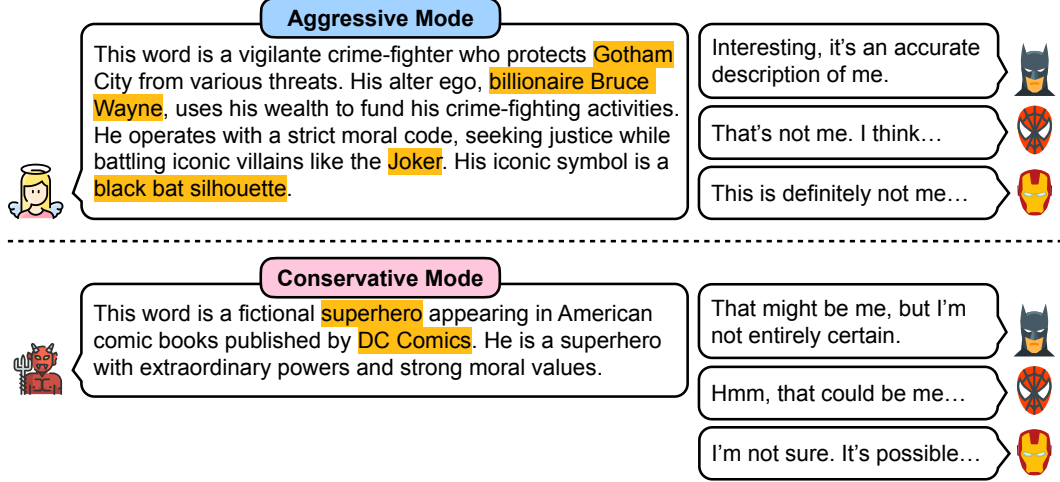 Aggressive Mode
This word is a vigilante crime-fighter who protects Gotham
City from various threats. His alter ego, billionaire Bruce
Wayne, uses his wealth to fund his crime-fighting activities.
He operates with a strict moral code, seeking justice while
battling iconic villains like the Joker. His iconic symbol is a
black bat silhouette.
Interesting, it's an accurate
description of me.
That's not me. I think…
This is definitely not me…
Conservative Mode
This word is a fictional superhero appearing in American
comic books published by DC Comics. He is a superhero
with extraordinary powers and strong moral values.
That might be me, but I'm
not entirely certain.
Hmm, that could be me…
I'm not sure. It's possible…